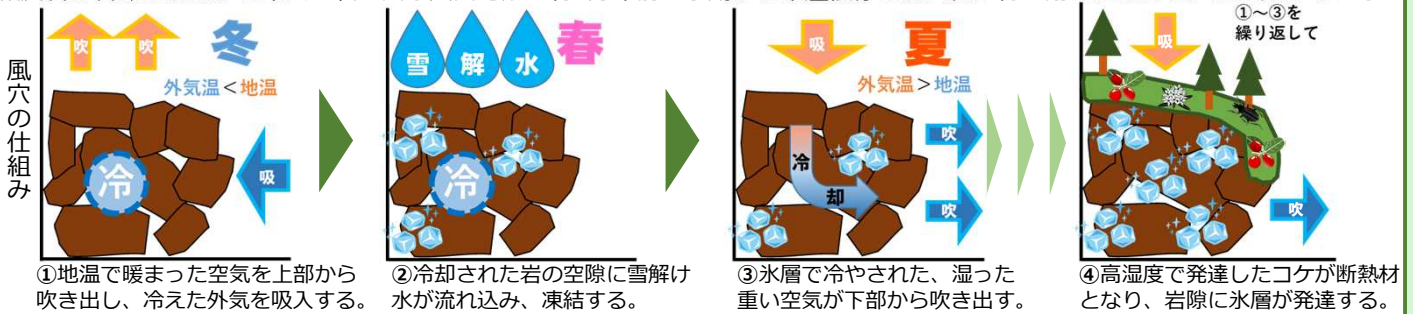 風穴の仕組み
吹 吹 冬
外気温<地温
冷 吸
①地温で暖まった空気を上部から
吹き出し、冷えた外気を吸入する。
雪 解 水 春
冷
②冷却された岩の空隙に雪解け
水が流れ込み、凍結する。
吸 夏
外気温>地温
冷却
吹
吹
③氷層で冷やされた、湿った
重い空気が下部から吹き出す。
吸
①~③を
繰り返して
吹
④高湿度で発達したコケが断熱材
となり、岩隙に氷層が発達する。